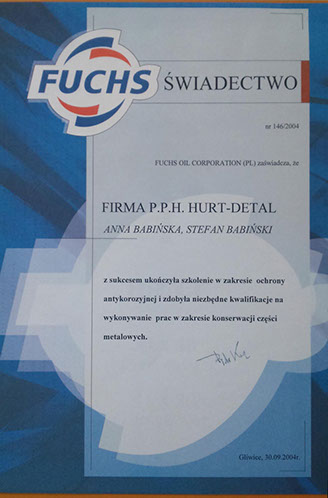 FUCHS
ŚWIADECTWO
nr 146/2004
FUCHS OIL CORPORATION (PL) zaświadcza, że
FIRMA P.P.H. HURT-DETAL
ANNA BABIŃSKA, STEFAN BABIŃSKI
z sukcesem ukończyła szkolenie w zakresie ochrony
antykorozyjnej i zdobyła niezbędne kwalifikacje na
wykonywanie prac w zakresie konserwacji części
metalowych.
Gliwice, 30.09.2004r.